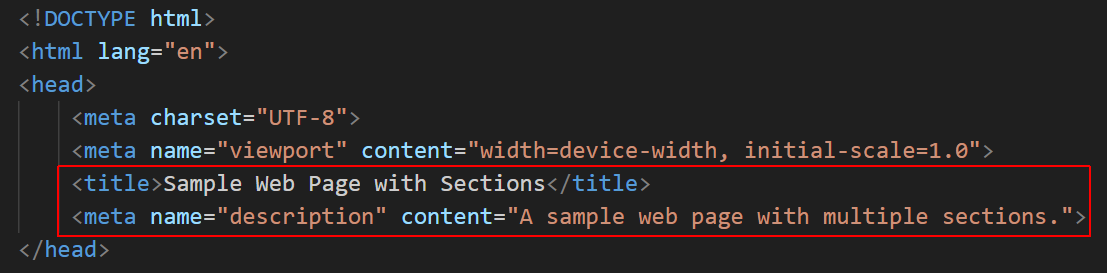 <!DOCTYPE html>
<html lang="en">
<head>
<meta charset="UTF-8">
<meta name="viewport" content="width=device-width, initial-scale=1.0">
<title>Sample Web Page with Sections</title>
<meta name="description" content="A sample web page with multiple sections.">
</head>